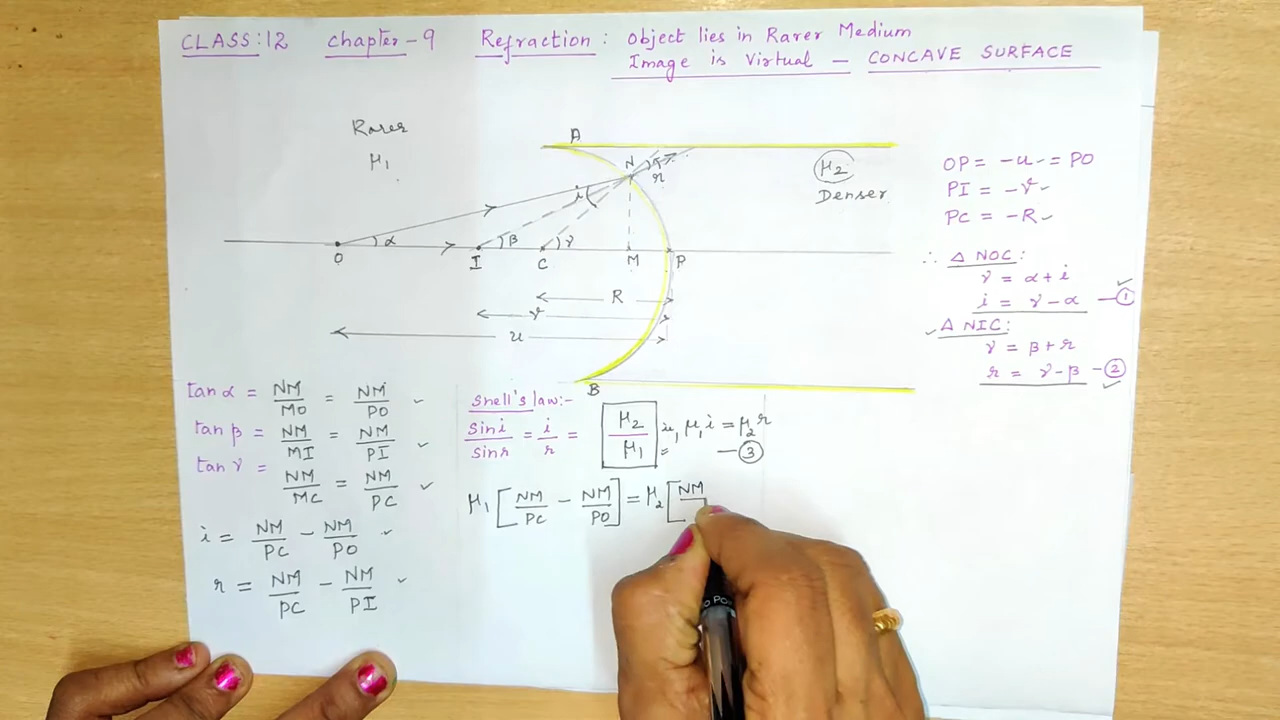 CLASS:12 Chapter-9 Refraction: Object lies in Rarer Medium
Image is Virtual — CONCAVE SURFACE
Rarer
μ₁
A
N
r
i
μ₂
Denser
α
β
γ
O
I
C
M
P
R
v
u
B
OP = -u = PO
PI = -v
PC = -R
∴ Δ NOC:
γ = α + i
i = γ - α —①
Δ NIC:
γ = β + r
r = γ - β —②
tan α = NM/MO = NM/PO
tan β = NM/MI = NM/PI
tan γ = NM/MC = NM/PC
i = NM/PC - NM/PO
r = NM/PC - NM/PI
Snell's law:-
sin i/sin r = i/r = μ₂/μ₁ μ₁i = μ₂r
= —③
μ₁[NM/PC - NM/PO] = μ₂[NM